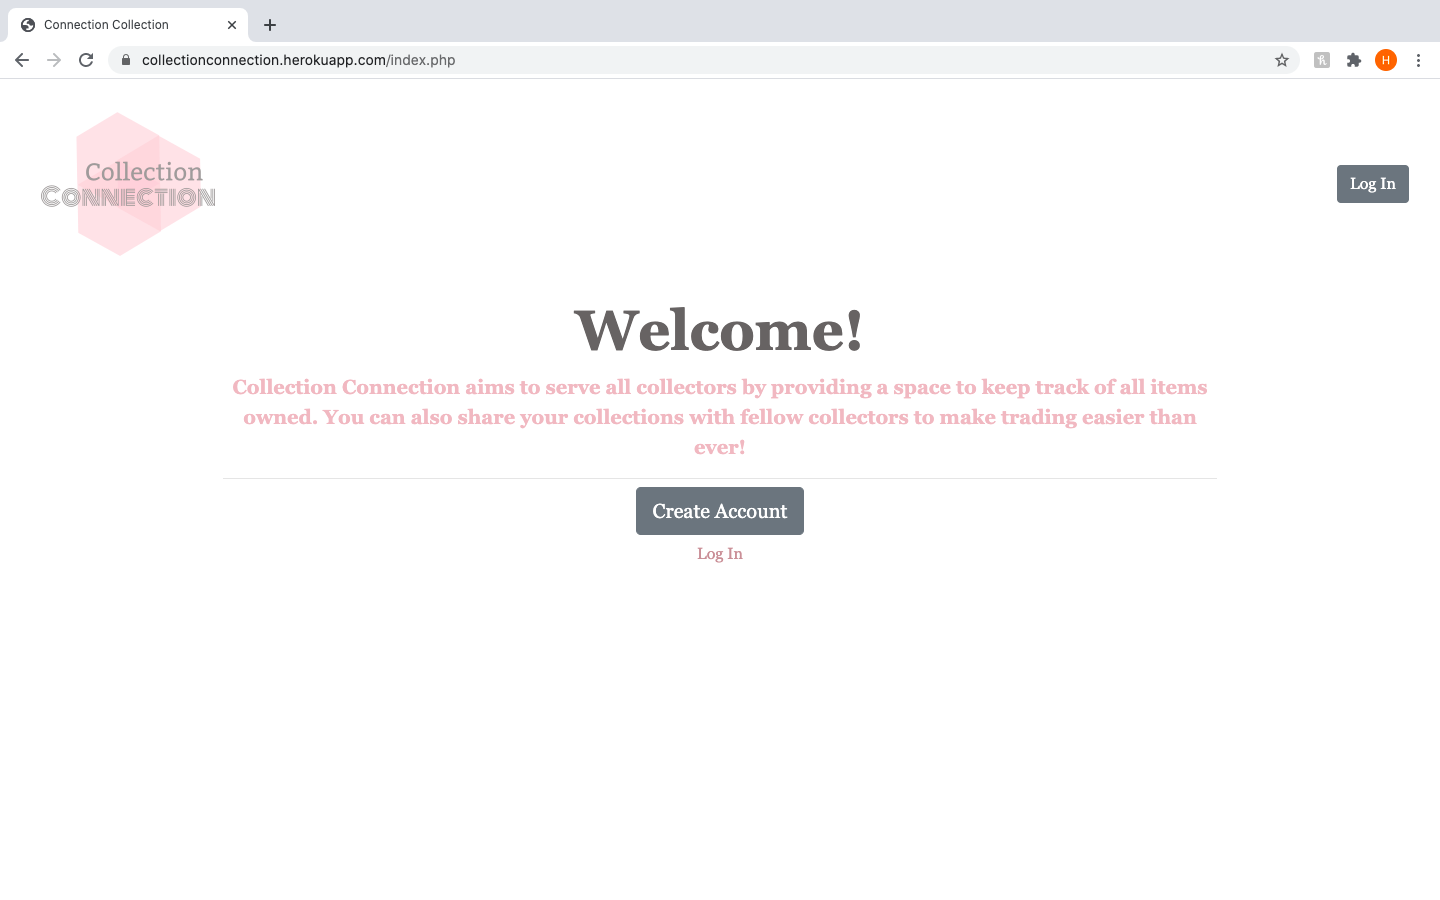 Connection Collection
collectionconnection.herokuapp.com/index.php
H
Collection
CONNECTION
Log In
Welcome!
Collection Connection aims to serve all collectors by providing a space to keep track of all items
owned. You can also share your collections with fellow collectors to make trading easier than
ever!
Create Account
Log In